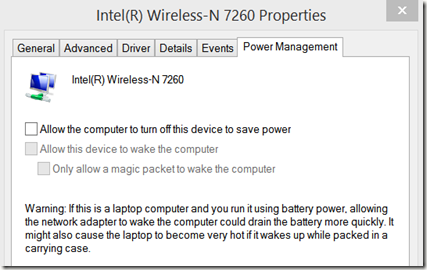 Intel(R) Wireless-N 7260 Properties
General Advanced Driver Details Events Power Management
Intel(R) Wireless-N 7260
Allow the computer to turn off this device to save power
Allow this device to wake the computer
Only allow a magic packet to wake the computer
Warning: If this is a laptop computer and you run it using battery power, allowing
the network adapter to wake the computer could drain the battery more quickly. It
might also cause the laptop to become very hot if it wakes up while packed in a
carrying case.